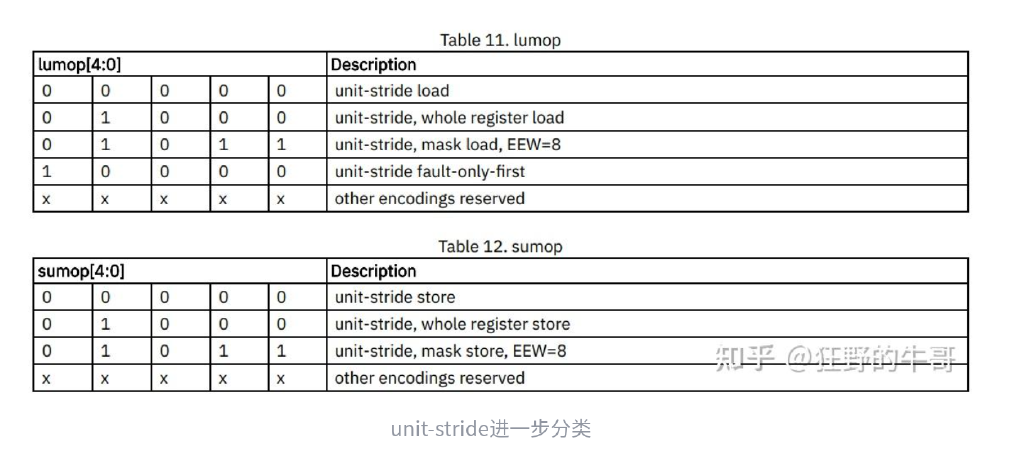 Table 11. lumop
lumop[4:0] Description
0 0 0 0 0 unit-stride load
0 1 0 0 0 unit-stride, whole register load
0 1 0 1 1 unit-stride, mask load, EEW=8
1 0 0 0 0 unit-stride fault-only-first
x x x x x other encodings reserved
Table 12. sumop
sumop[4:0] Description
0 0 0 0 0 unit-stride store
0 1 0 0 0 unit-stride, whole register store
0 1 0 1 1 unit-stride, mask store, EEW=8
x x x x x other encodings reserved
知乎 @狂野的牛哥
unit-stride进一步分类